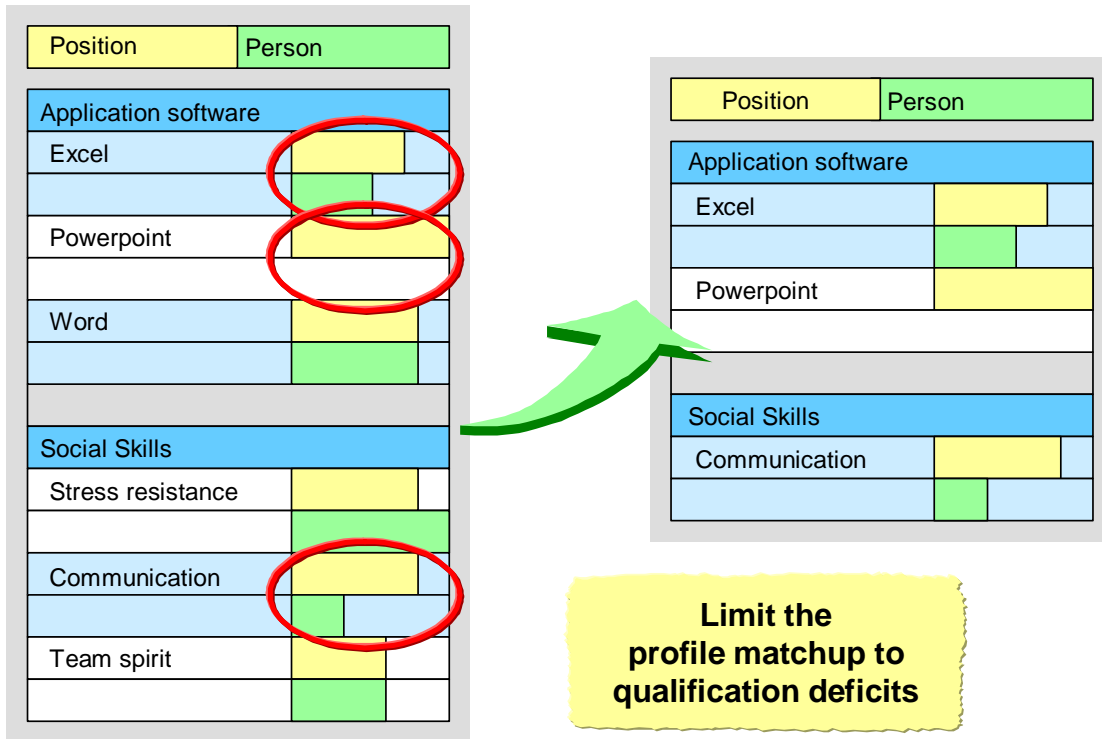 Position Person
Application software
Excel
Powerpoint
Word
Social Skills
Stress resistance
Communication
Team spirit
Position Person
Application software
Excel
Powerpoint
Social Skills
Communication
Limit the
profile matchup to
qualification deficits